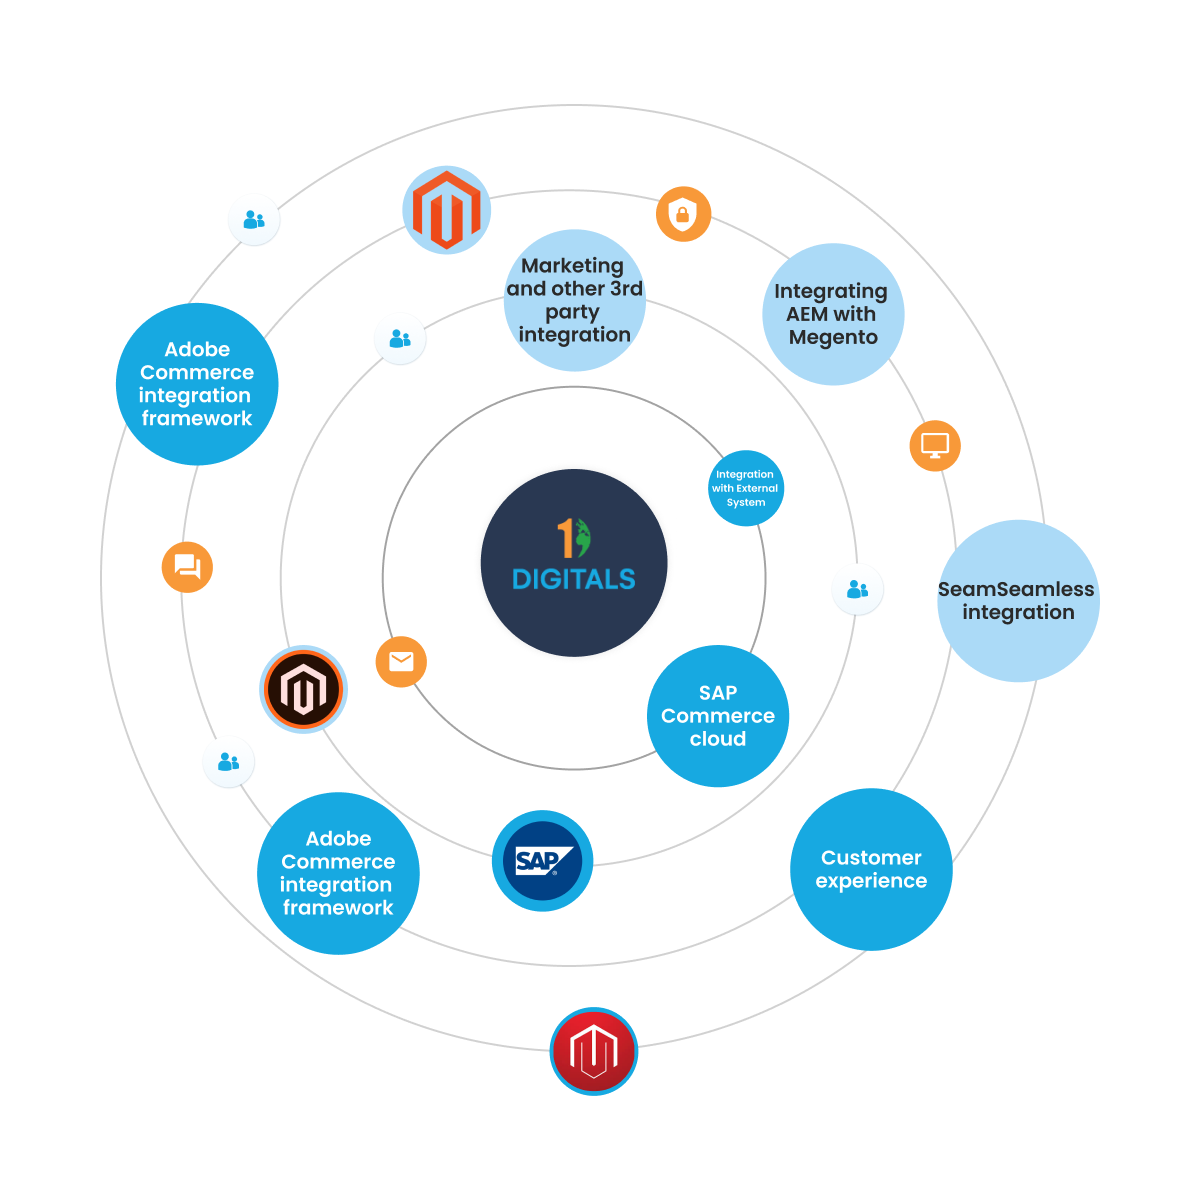 Marketing
and other 3rd
party
integration
Integrating
AEM with
Megento
Adobe
Commerce
integration
framework
Integration
with External
System
1
DIGITALS
SeamSeamless
integration
SAP
Commerce
cloud
Adobe
Commerce
integration
framework
SAP
®
Customer
experience